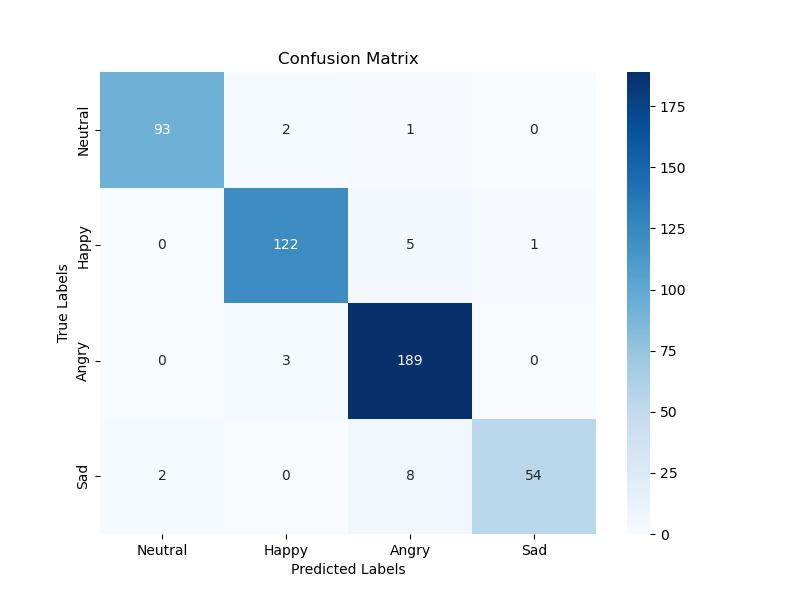 Confusion Matrix
True Labels
Neutral 93 2 1 0
Happy 0 122 5 1
Angry 0 3 189 0
Sad 2 0 8 54
Neutral Happy Angry Sad
Predicted Labels
175
150
125
100
75
50
25
0